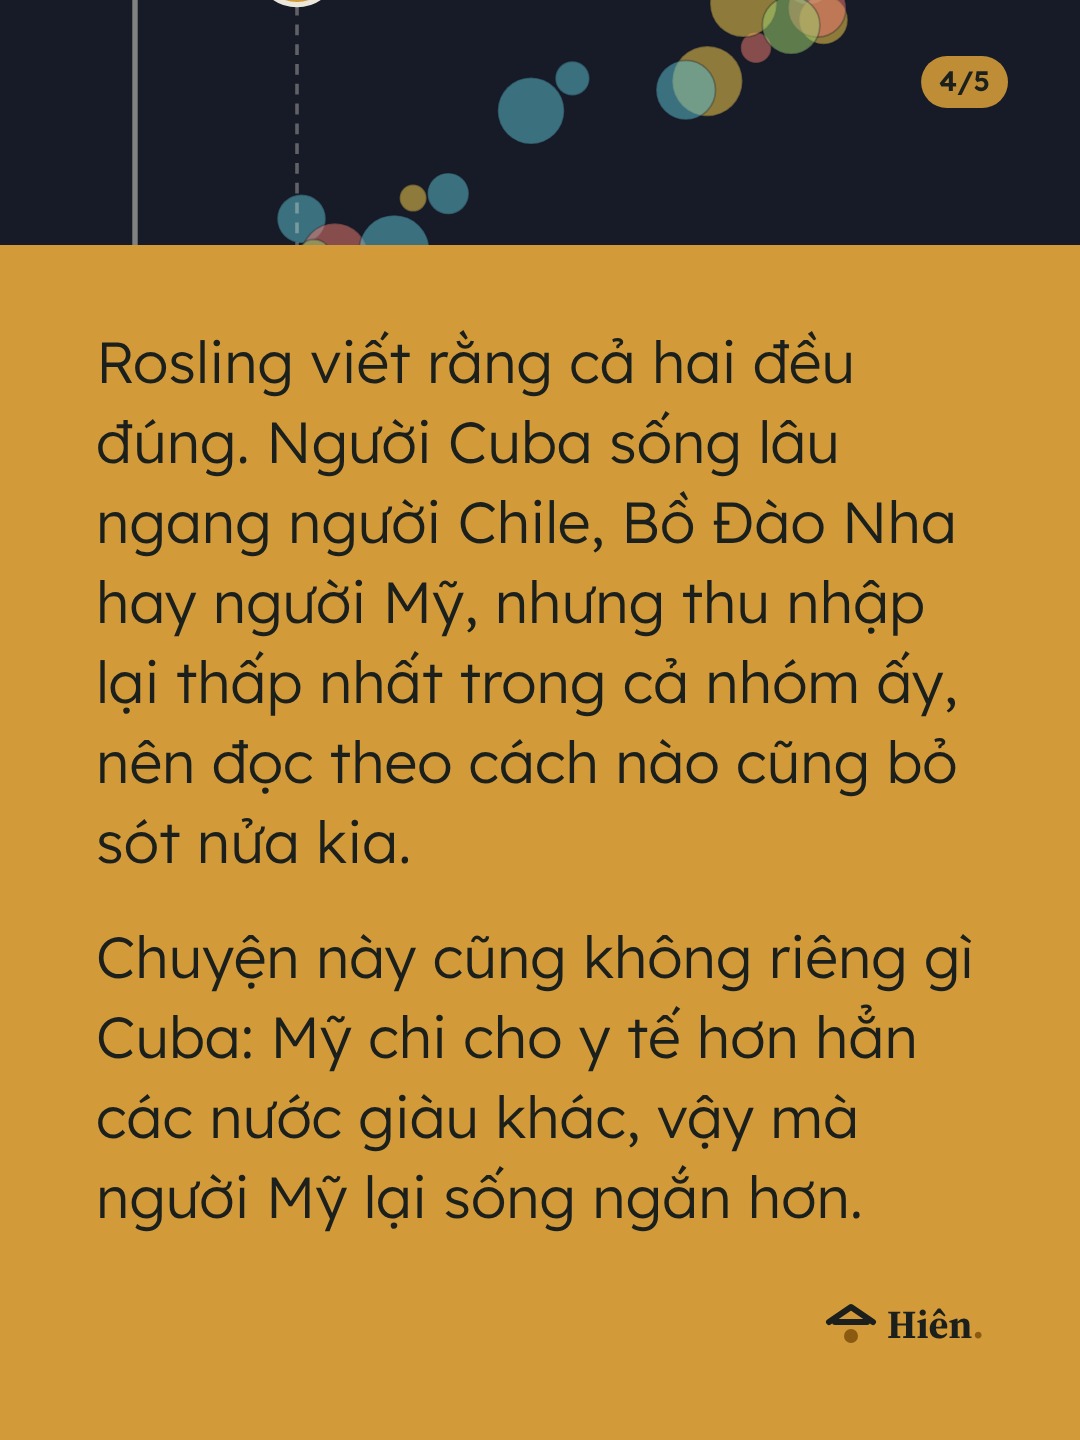 4/5
Rosling viết rằng cả hai đều
đúng. Người Cuba sống lâu
ngang người Chile, Bồ Đào Nha
hay người Mỹ, nhưng thu nhập
lại thấp nhất trong cả nhóm ấy,
nên đọc theo cách nào cũng bỏ
sót nửa kia.
Chuyện này cũng không riêng gì
Cuba: Mỹ chi cho y tế hơn hẳn
các nước giàu khác, vậy mà
người Mỹ lại sống ngắn hơn.
Hiên.